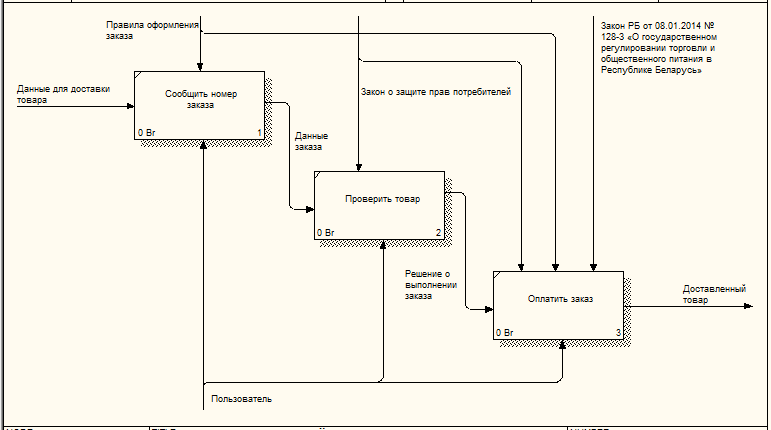 Правила оформления
заказа
Закон РБ от 08.01.2014 №
128-З «О государственном
регулировании торговли и
общественного питания в
Республике Беларусь»
Данные для доставки
товара
Сообщить номер
заказа
0 Br
1
Закон о защите прав потребителей
Данные
заказа
Проверить товар
0 Br
2
Решение о
выполнении
заказа
Оплатить заказ
0 Br
3
Доставленный
товар
Пользователь